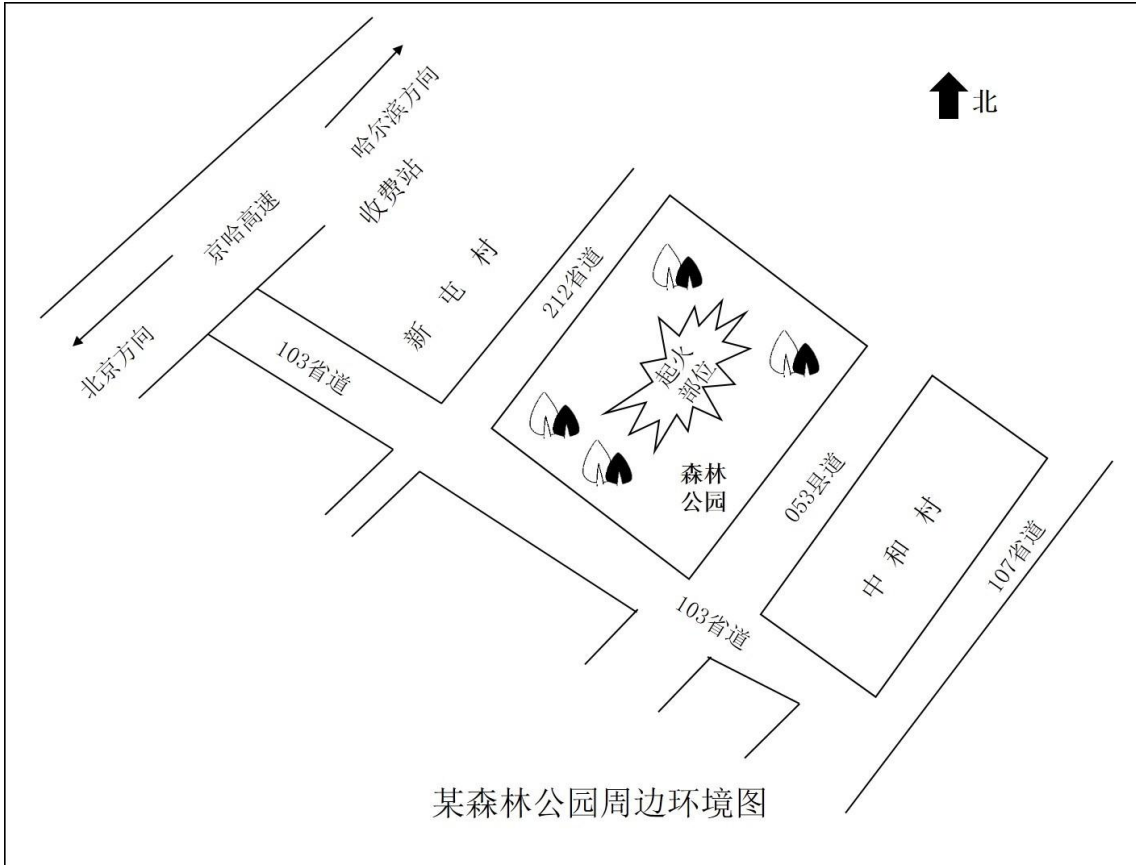 哈尔滨方向
北
收费站
京哈高速
新屯村
212省道
北京方向
103省道
起火
部位
森林
公园
053县道
中和村
107省道
103省道
某森林公园周边环境图